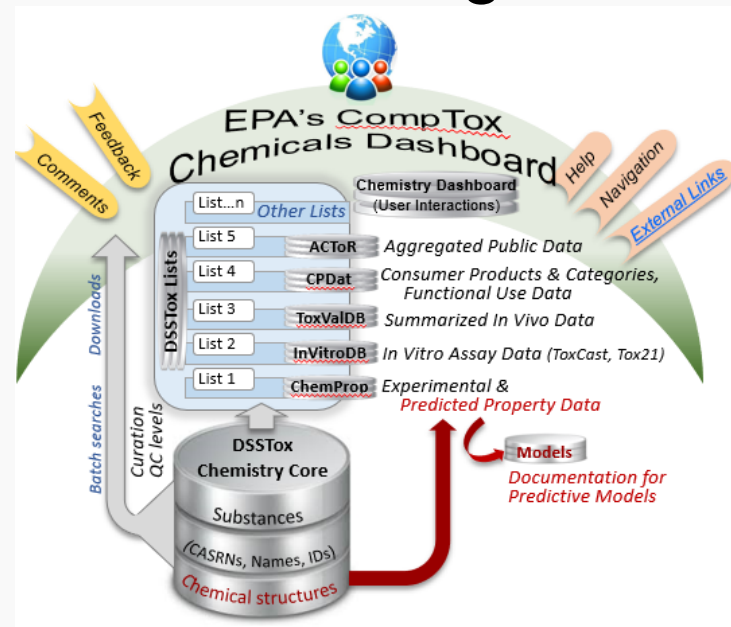 EPA's CompTox
Chemicals Dashboard
Comments
Feedback
Help
Navigation
External Links
Chemistry Dashboard
(User Interactions)
List...n
Other Lists
List 5
ACToR
Aggregated Public Data
List 4
CPDat
Consumer Products & Categories,
Functional Use Data
List 3
ToxValDB
Summarized In Vivo Data
List 2
InVitroDB
In Vitro Assay Data (ToxCast, Tox21)
List 1
ChemProp
Experimental &
Predicted Property Data
DSSTox Lists
Batch searches
Downloads
Curation
QC levels
Models
Documentation for
Predictive Models
DSSTox
Chemistry Core
Substances
(CASRNs, Names, IDs)
Chemical structures